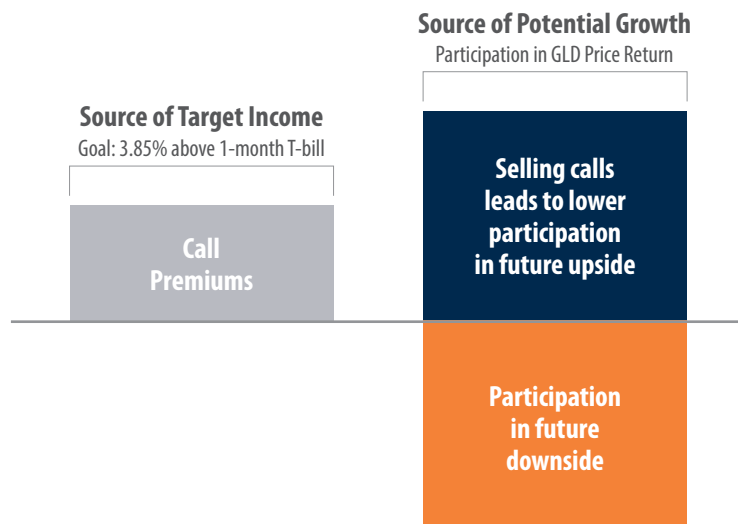 Source of Potential Growth
Participation in GLD Price Return
Source of Target Income
Goal: 3.85% above 1-month T-bill
Selling calls
leads to lower
participation
in future upside
Call
Premiums
Participation
in future
downside